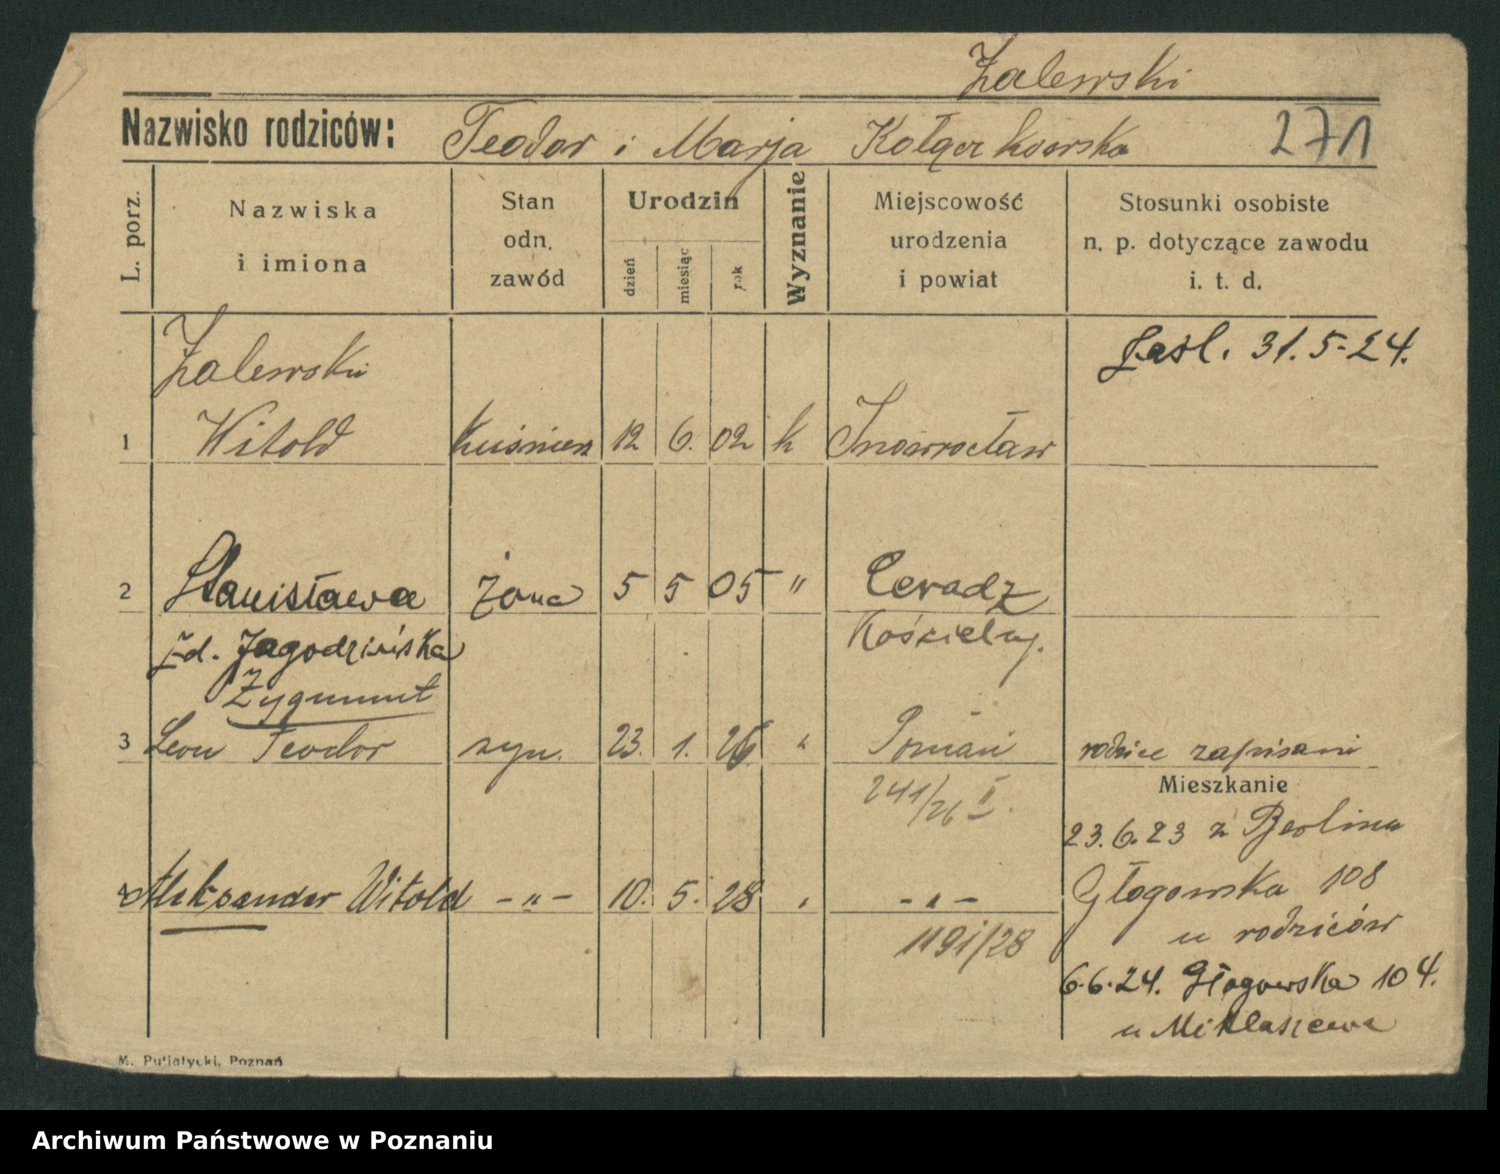 Zalewski
Nazwisko rodziców: Teodor i Marja Kołączkowska 271
L. porz.
Nazwiska
i imiona
Stan
odn.
zawód
Urodzin
dzień
miesiąc
rok
Wyznanie
Miejscowość
urodzenia
i powiat
Stosunki osobiste
n. p. dotyczące zawodu
i. t. d.
Zalewski
31.5-24.
1 Witold Kuśnierz 12 6. 02 k Inowrocław
2 Stanisława żona 5 5 05 " Ceradz
Kościelny.
zd. Jagodzińska
Zygmunt
3 Leon Teodor syn. 23. 1. 26 " Poznań rodzice zapisani
241/26 II.
Mieszkanie
23.6.23 z Berlina
4 Aleksander Witold -"- 10. 5. 28 " -"- Głogowska 108
1191/28
u rodziców
6.6.24. Głogowska 104.
u Miklaszewa
M. Putiatycki, Poznań
Archiwum Państwowe w Poznaniu